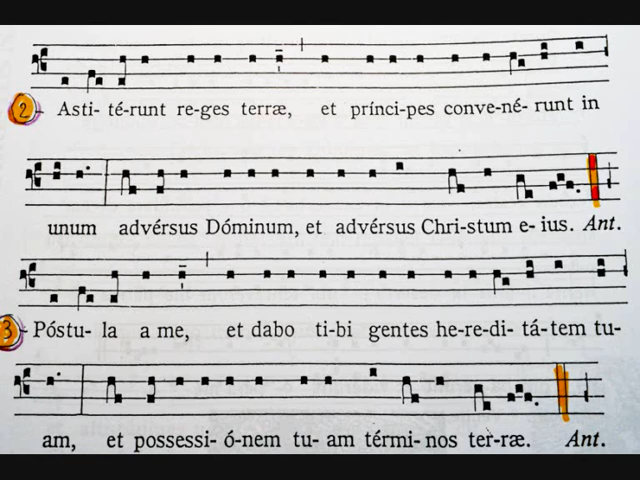 2 Asti- té-runt re-ges terræ, et prínci-pes conve-né- runt in
unum advérsus Dóminum, et advérsus Chri-stum e- ius. Ant.
3 Póstu- la a me, et dabo ti-bi gentes he-re-di- tá-tem tu-
am, et possessi- ó-nem tu- am térmi- nos ter-ræ. Ant.